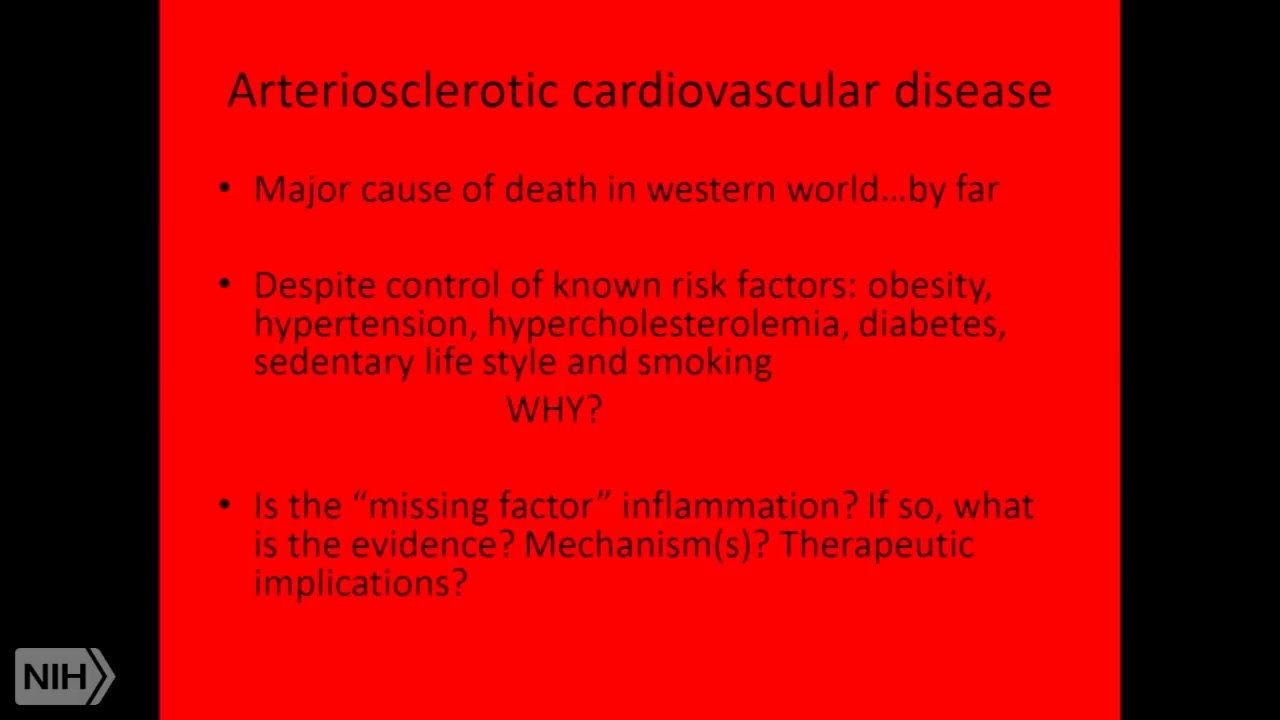 Arteriosclerotic cardiovascular disease
• Major cause of death in western world...by far
• Despite control of known risk factors: obesity,
hypertension, hypercholesterolemia, diabetes,
sedentary life style and smoking
WHY?
• Is the “missing factor” inflammation? If so, what
is the evidence? Mechanism(s)? Therapeutic
implications?
NIH